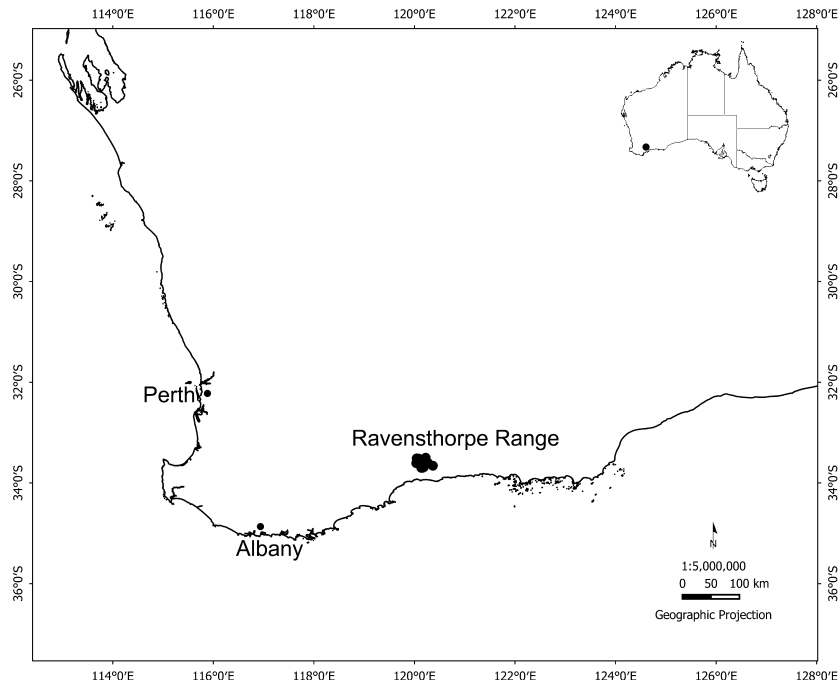 114°0'E 116°0'E 118°0'E 120°0'E 122°0'E 124°0'E 126°0'E 128°0'E
26°0'S 26°0'S
28°0'S 28°0'S
30°0'S 30°0'S
32°0'S 32°0'S
Perth
Ravensthorpe Range
34°0'S 34°0'S
Albany
N
1:5,000,000
0 50 100 km
36°0'S 36°0'S
Geographic Projection
114°0'E 116°0'E 118°0'E 120°0'E 122°0'E 124°0'E 126°0'E 128°0'E